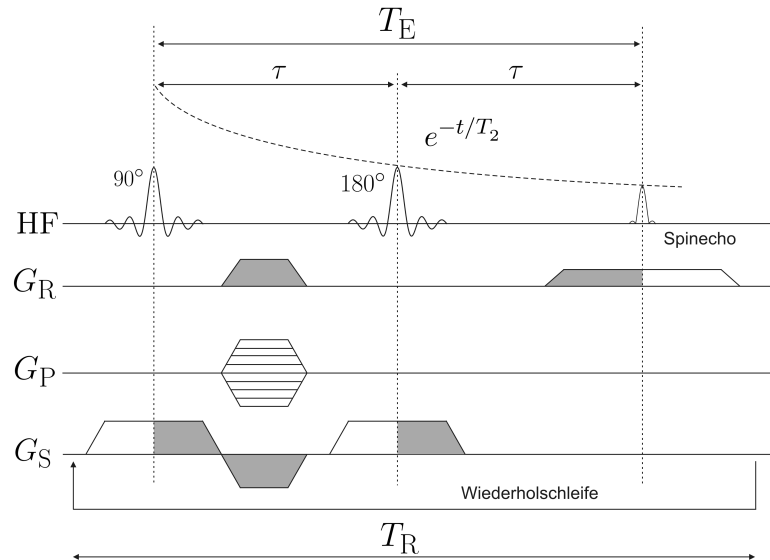 T_E
τ τ
e^{-t/T_2}
90° 180°
HF
Spinecho
G_R
G_P
G_S
Wiederholschleife
T_R